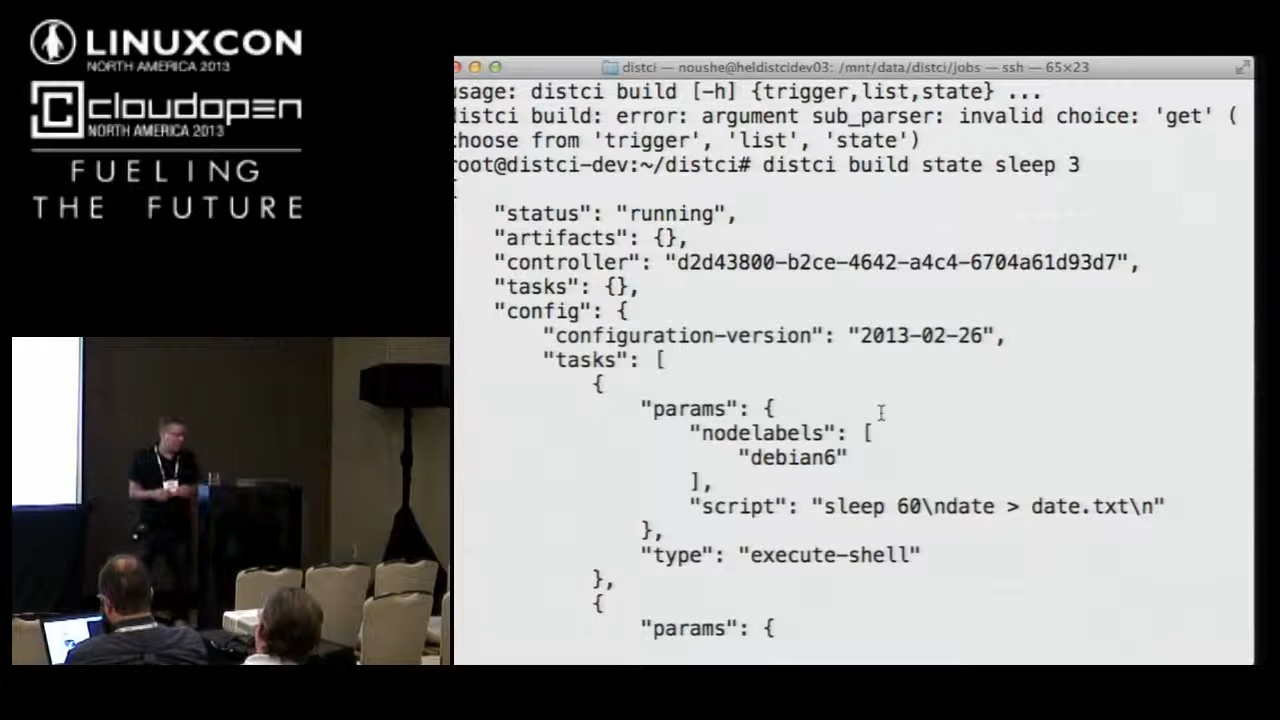 LINUXCON
NORTH AMERICA 2013
cloudopen
NORTH AMERICA 2013
FUELING
THE FUTURE
distci — noushe@heldistcidev03: /mnt/data/distci/jobs — ssh — 65×23
usage: distci build [-h] {trigger,list,state} ...
distci build: error: argument sub_parser: invalid choice: 'get' (
choose from 'trigger', 'list', 'state')
root@distci-dev:~/distci# distci build state sleep 3
{
"status": "running",
"artifacts": {},
"controller": "d2d43800-b2ce-4642-a4c4-6704a61d93d7",
"tasks": {},
"config": {
"configuration-version": "2013-02-26",
"tasks": [
{
"params": {
"nodelabels": [
"debian6"
],
"script": "sleep 60\ndate > date.txt\n"
},
"type": "execute-shell"
},
{
"params": {